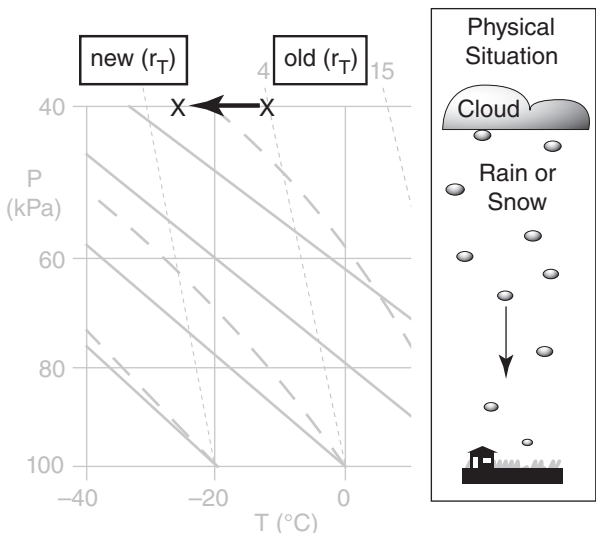 new (rT)
old (rT)
4
15
40
X
X
P
(kPa)
60
80
100
–40
–20
0
T (°C)
Physical
Situation
Cloud
Rain or
Snow